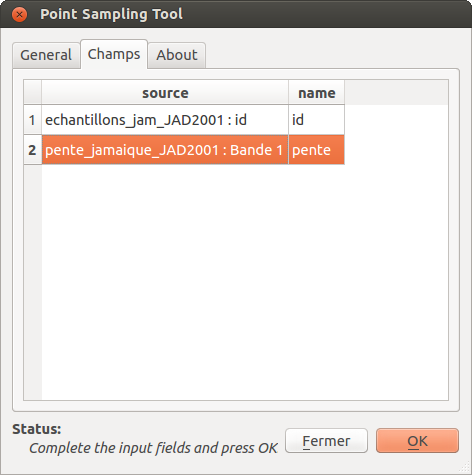 Point Sampling Tool
General Champs About
source name
1 echantillons_jam_JAD2001 : id id
2 pente_jamaique_JAD2001 : Bande 1 pente
Status:
Complete the input fields and press OK Fermer OK